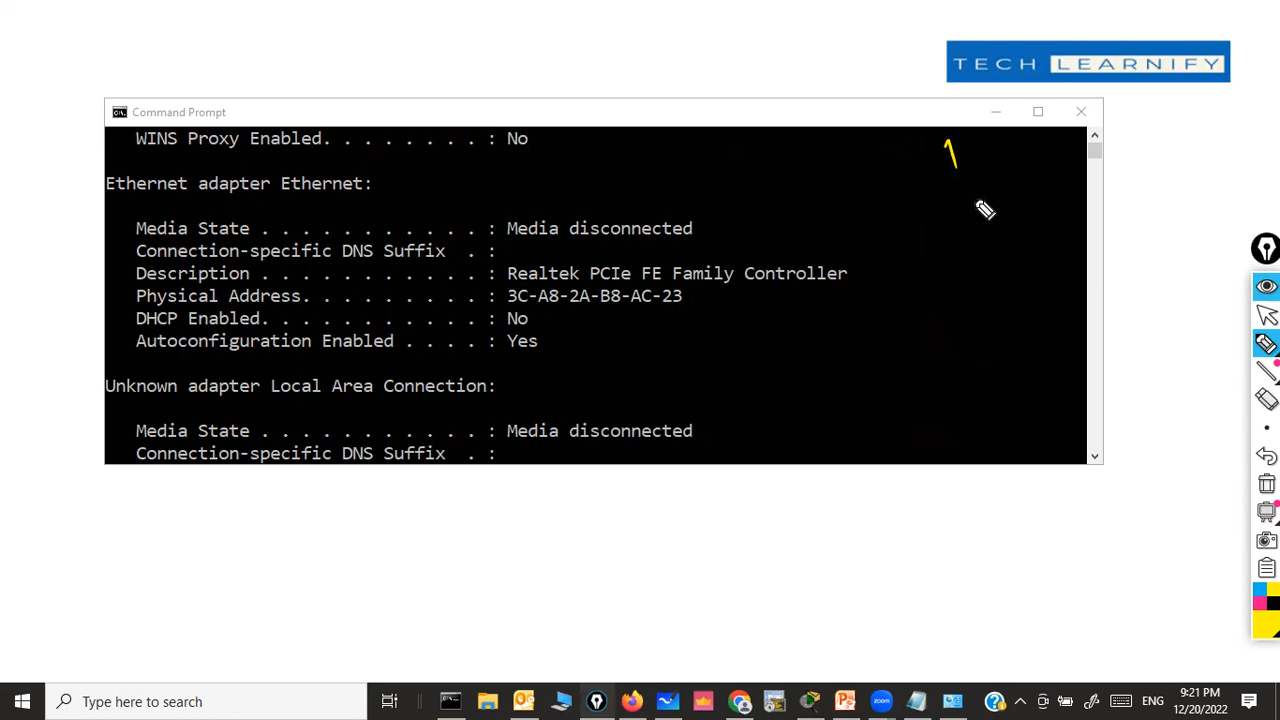 TECH LEARNIFY
Command Prompt
WINS Proxy Enabled. . . . . . . . : No
Ethernet adapter Ethernet:
Media State . . . . . . . . . . . : Media disconnected
Connection-specific DNS Suffix  . :
Description . . . . . . . . . . . : Realtek PCIe FE Family Controller
Physical Address. . . . . . . . . : 3C-A8-2A-B8-AC-23
DHCP Enabled. . . . . . . . . . . : No
Autoconfiguration Enabled . . . . : Yes
Unknown adapter Local Area Connection:
Media State . . . . . . . . . . . : Media disconnected
Connection-specific DNS Suffix  . :
Type here to search
ENG
9:21 PM
12/20/2022